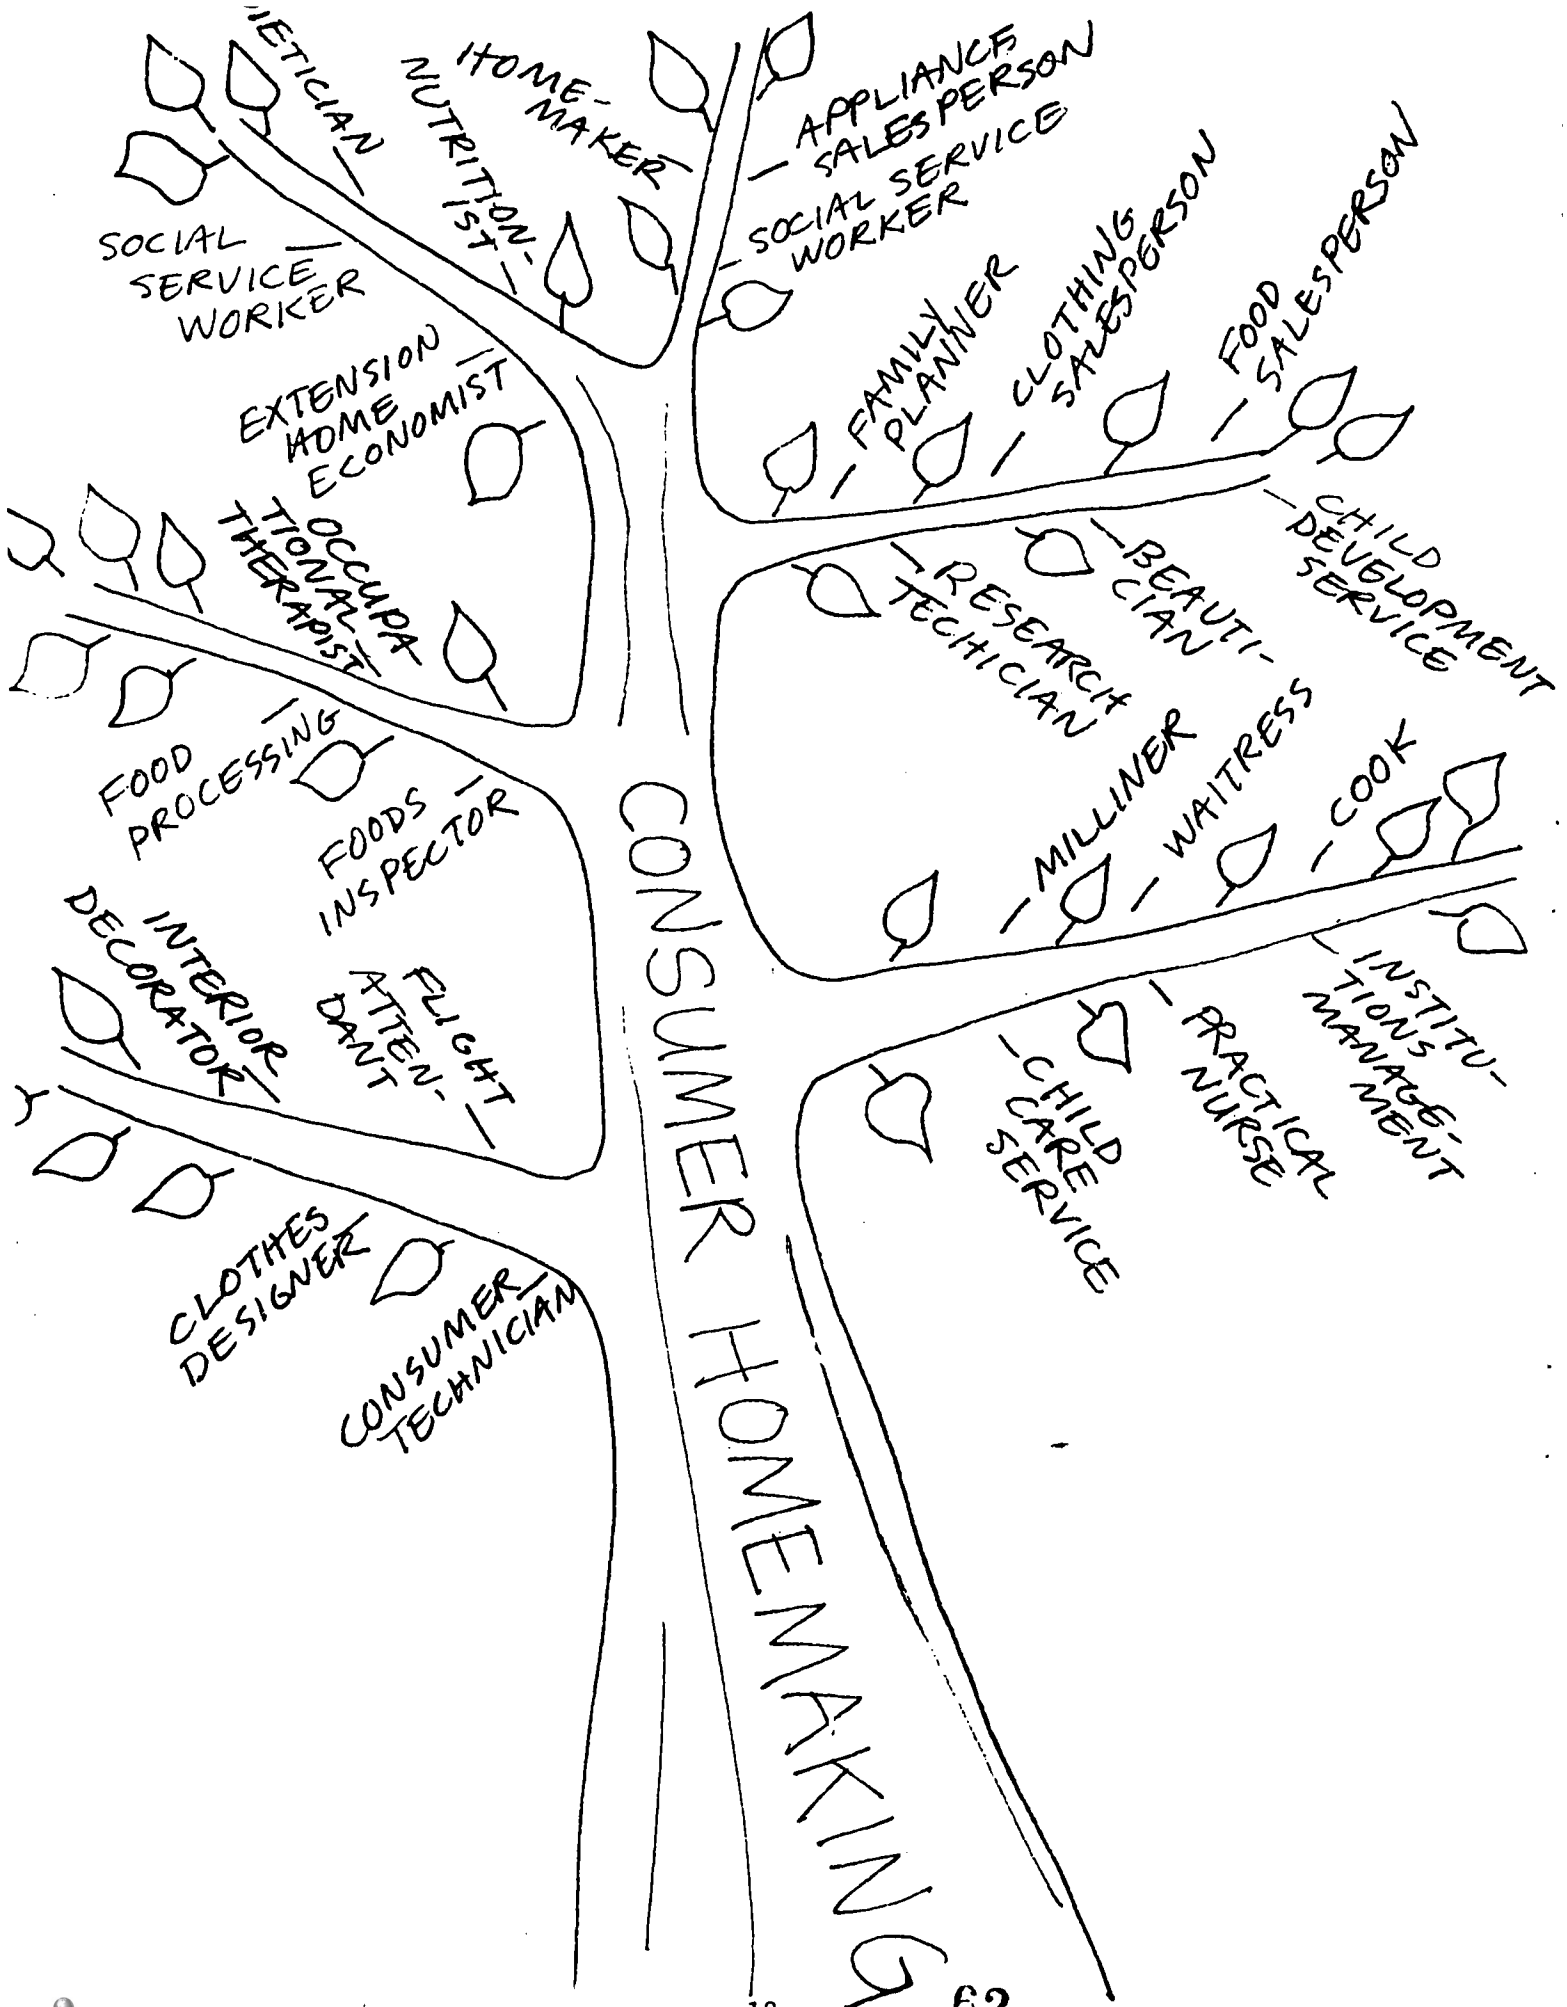 IETICIAN
NUTRITION-
IST
HOME-
MAKER
APPLIANCE
SALESPERSON
SOCIAL SERVICE
WORKER
SOCIAL
SERVICE
WORKER
EXTENSION
HOME
ECONOMIST
FAMILY
PLANNER
CLOTHING
SALESPERSON
FOOD
SALESPERSON
CHILD
DEVELOPMENT
SERVICE
BEAUTI-
CIAN
RESEARCH
TECHICIAN
OCCUPA
TIONAL
THERAPIST
FOOD
PROCESSING
FOODS
INSPECTOR
MILLINER
WAITRESS
COOK
INSTITU-
TIONS
MANAGE-
MENT
PRACTICAL
NURSE
CHILD
CARE
SERVICE
INTERIOR
DECORATOR
FLIGHT
ATTEN-
DANT
CLOTHES
DESIGNER
CONSUMER
TECHNICIAN
CONSUMER HOMEMAKING